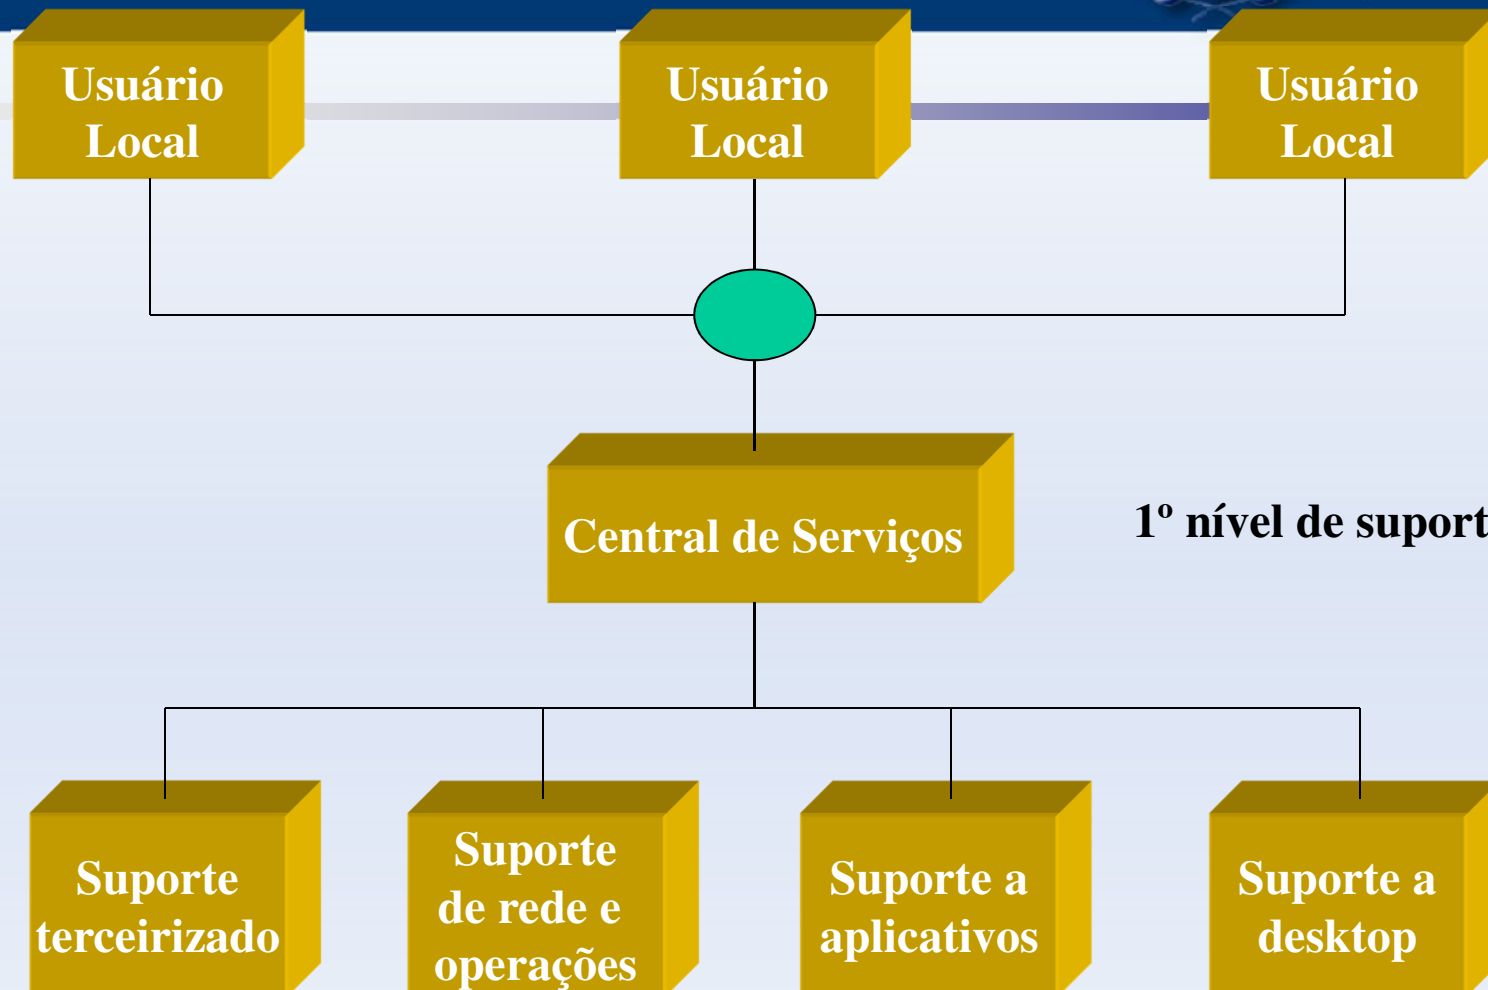 Usuário
Local
Usuário
Local
Usuário
Local
Central de Serviços
1º nível de suport
Suporte
terceirizado
Suporte
de rede e
operações
Suporte a
aplicativos
Suporte a
desktop